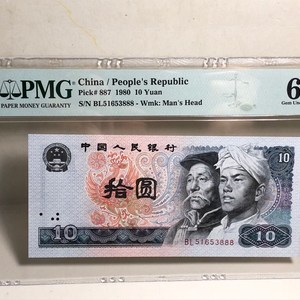 PMG
PAPER MONEY GUARANTY
China / People's Republic
Pick# 887 1980 10 Yuan
S/N BL51653888 - Wmk: Man's Head
6
Gem Un
中国人民银行
10
拾圆
BL51653888
10
10